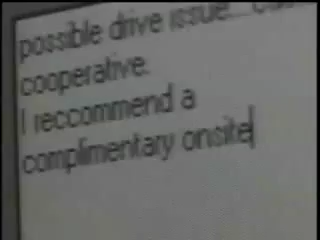 possible drive issue...
cooperative.
I reccommend a
complimentary onsite